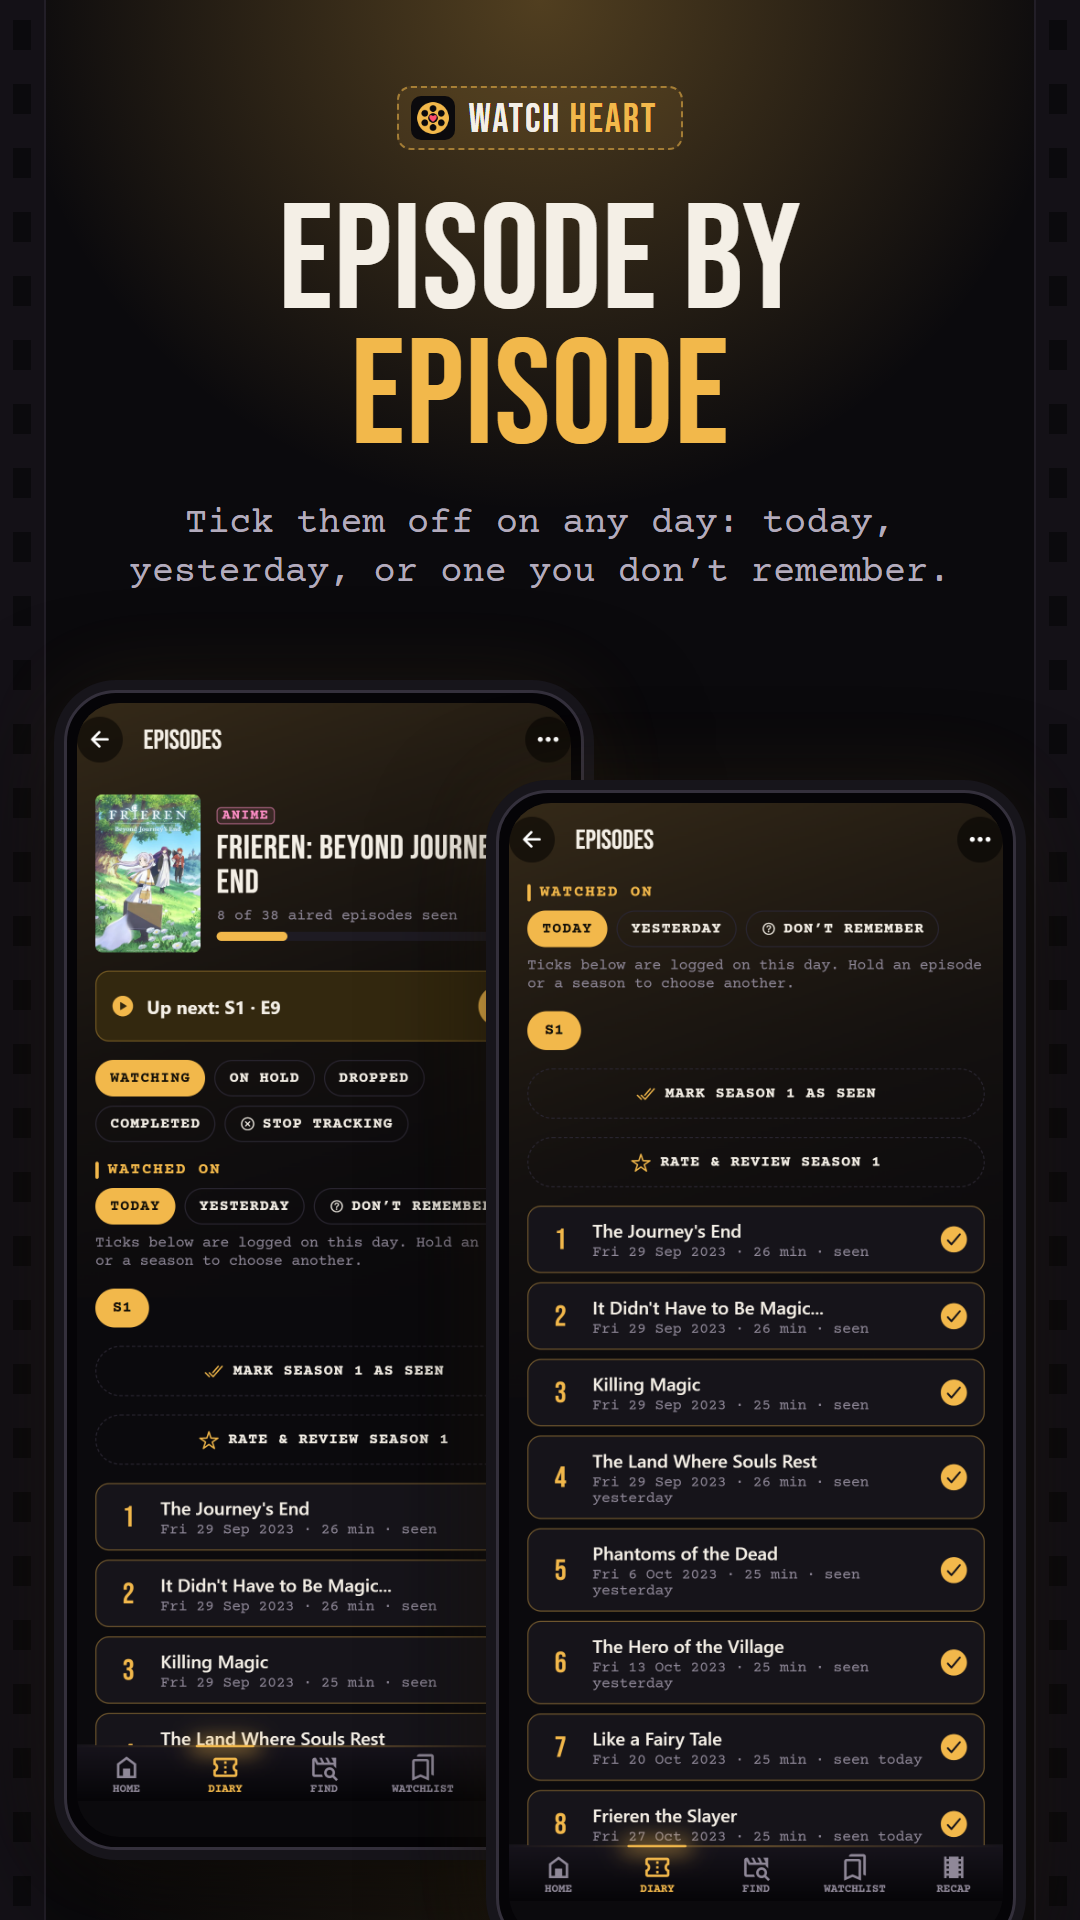 WATCH HEART
EPISODE BY
EPISODE
Tick them off on any day: today,
yesterday, or one you don’t remember.
EPISODES
FRIEREN
Beyond Journey's End
ANIME
FRIEREN: BEYOND JOURNE
END
8 of 38 aired episodes seen
Up next: S1 · E9
WATCHING
ON HOLD
DROPPED
COMPLETED
STOP TRACKING
WATCHED ON
TODAY
YESTERDAY
DON’T REMEMBER
Ticks below are logged on this day. Hold an
or a season to choose another.
S1
MARK SEASON 1 AS SEEN
RATE & REVIEW SEASON 1
1
The Journey's End
Fri 29 Sep 2023 · 26 min · seen
2
It Didn't Have to Be Magic...
Fri 29 Sep 2023 · 26 min · seen
3
Killing Magic
Fri 29 Sep 2023 · 25 min · seen
The Land Where Souls Rest
HOME
DIARY
FIND
WATCHLIST
EPISODES
WATCHED ON
TODAY
YESTERDAY
DON’T REMEMBER
Ticks below are logged on this day. Hold an episode
or a season to choose another.
S1
MARK SEASON 1 AS SEEN
RATE & REVIEW SEASON 1
1
The Journey's End
Fri 29 Sep 2023 · 26 min · seen
2
It Didn't Have to Be Magic...
Fri 29 Sep 2023 · 26 min · seen
3
Killing Magic
Fri 29 Sep 2023 · 25 min · seen
4
The Land Where Souls Rest
Fri 29 Sep 2023 · 26 min · seen
yesterday
5
Phantoms of the Dead
Fri 6 Oct 2023 · 25 min · seen
yesterday
6
The Hero of the Village
Fri 13 Oct 2023 · 25 min · seen
yesterday
7
Like a Fairy Tale
Fri 20 Oct 2023 · 25 min · seen today
8
Frieren the Slayer
Fri 27 Oct 2023 · 25 min · seen today
HOME
DIARY
FIND
WATCHLIST
RECAP